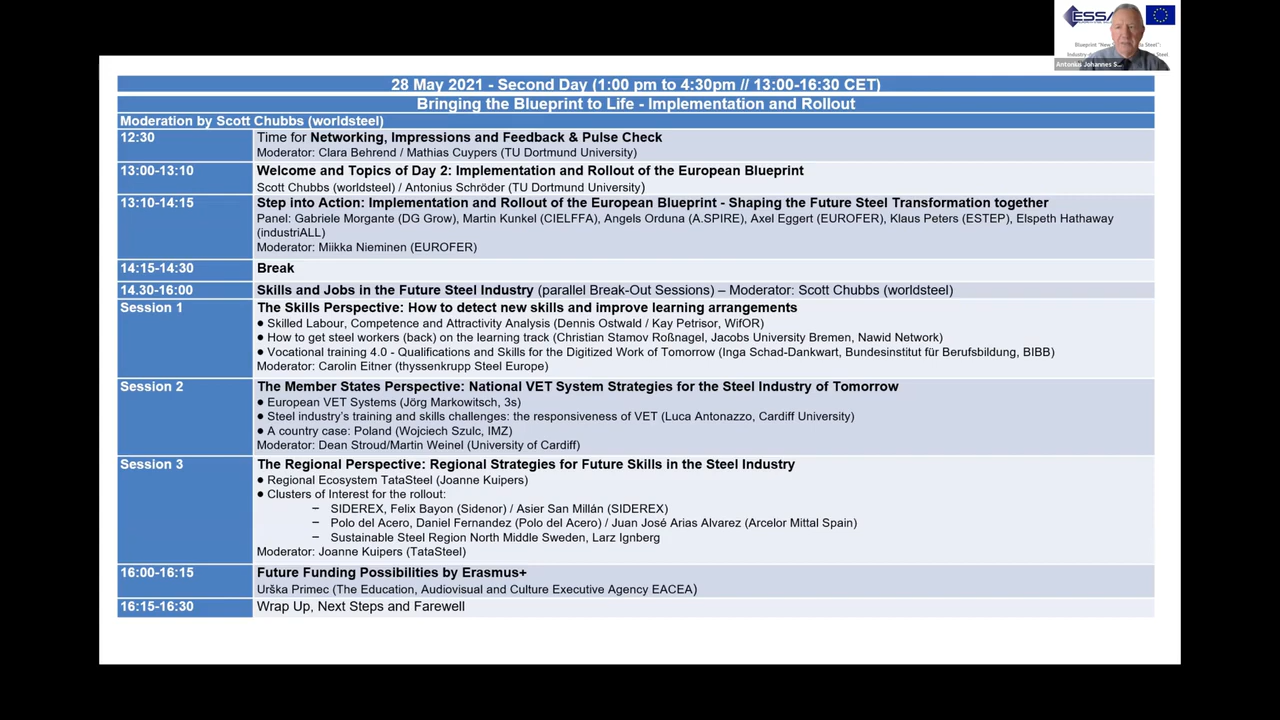 ESSA
Blueprint "New
Steel":
Industry-d
Steel
Antonius Johannes S...
28 May 2021 - Second Day (1:00 pm to 4:30pm // 13:00-16:30 CET)
Bringing the Blueprint to Life - Implementation and Rollout
Moderation by Scott Chubbs (worldsteel)
12:30 Time for Networking, Impressions and Feedback & Pulse Check
Moderator: Clara Behrend / Mathias Cuypers (TU Dortmund University)
13:00-13:10 Welcome and Topics of Day 2: Implementation and Rollout of the European Blueprint
Scott Chubbs (worldsteel) / Antonius Schröder (TU Dortmund University)
13:10-14:15 Step into Action: Implementation and Rollout of the European Blueprint - Shaping the Future Steel Transformation together
Panel: Gabriele Morgante (DG Grow), Martin Kunkel (CIELFFA), Angels Orduna (A.SPIRE), Axel Eggert (EUROFER), Klaus Peters (ESTEP), Elspeth Hathaway
(industriALL)
Moderator: Miikka Nieminen (EUROFER)
14:15-14:30 Break
14.30-16:00 Skills and Jobs in the Future Steel Industry (parallel Break-Out Sessions) – Moderator: Scott Chubbs (worldsteel)
Session 1 The Skills Perspective: How to detect new skills and improve learning arrangements
● Skilled Labour, Competence and Attractivity Analysis (Dennis Ostwald / Kay Petrisor, WifOR)
● How to get steel workers (back) on the learning track (Christian Stamov Roßnagel, Jacobs University Bremen, Nawid Network)
● Vocational training 4.0 - Qualifications and Skills for the Digitized Work of Tomorrow (Inga Schad-Dankwart, Bundesinstitut für Berufsbildung, BIBB)
Moderator: Carolin Eitner (thyssenkrupp Steel Europe)
Session 2 The Member States Perspective: National VET System Strategies for the Steel Industry of Tomorrow
● European VET Systems (Jörg Markowitsch, 3s)
● Steel industry's training and skills challenges: the responsiveness of VET (Luca Antonazzo, Cardiff University)
● A country case: Poland (Wojciech Szulc, IMZ)
Moderator: Dean Stroud/Martin Weinel (University of Cardiff)
Session 3 The Regional Perspective: Regional Strategies for Future Skills in the Steel Industry
● Regional Ecosystem TataSteel (Joanne Kuipers)
● Clusters of Interest for the rollout:
– SIDEREX, Felix Bayon (Sidenor) / Asier San Millán (SIDEREX)
– Polo del Acero, Daniel Fernandez (Polo del Acero) / Juan José Arias Alvarez (Arcelor Mittal Spain)
– Sustainable Steel Region North Middle Sweden, Larz Ignberg
Moderator: Joanne Kuipers (TataSteel)
16:00-16:15 Future Funding Possibilities by Erasmus+
Urška Primec (The Education, Audiovisual and Culture Executive Agency EACEA)
16:15-16:30 Wrap Up, Next Steps and Farewell